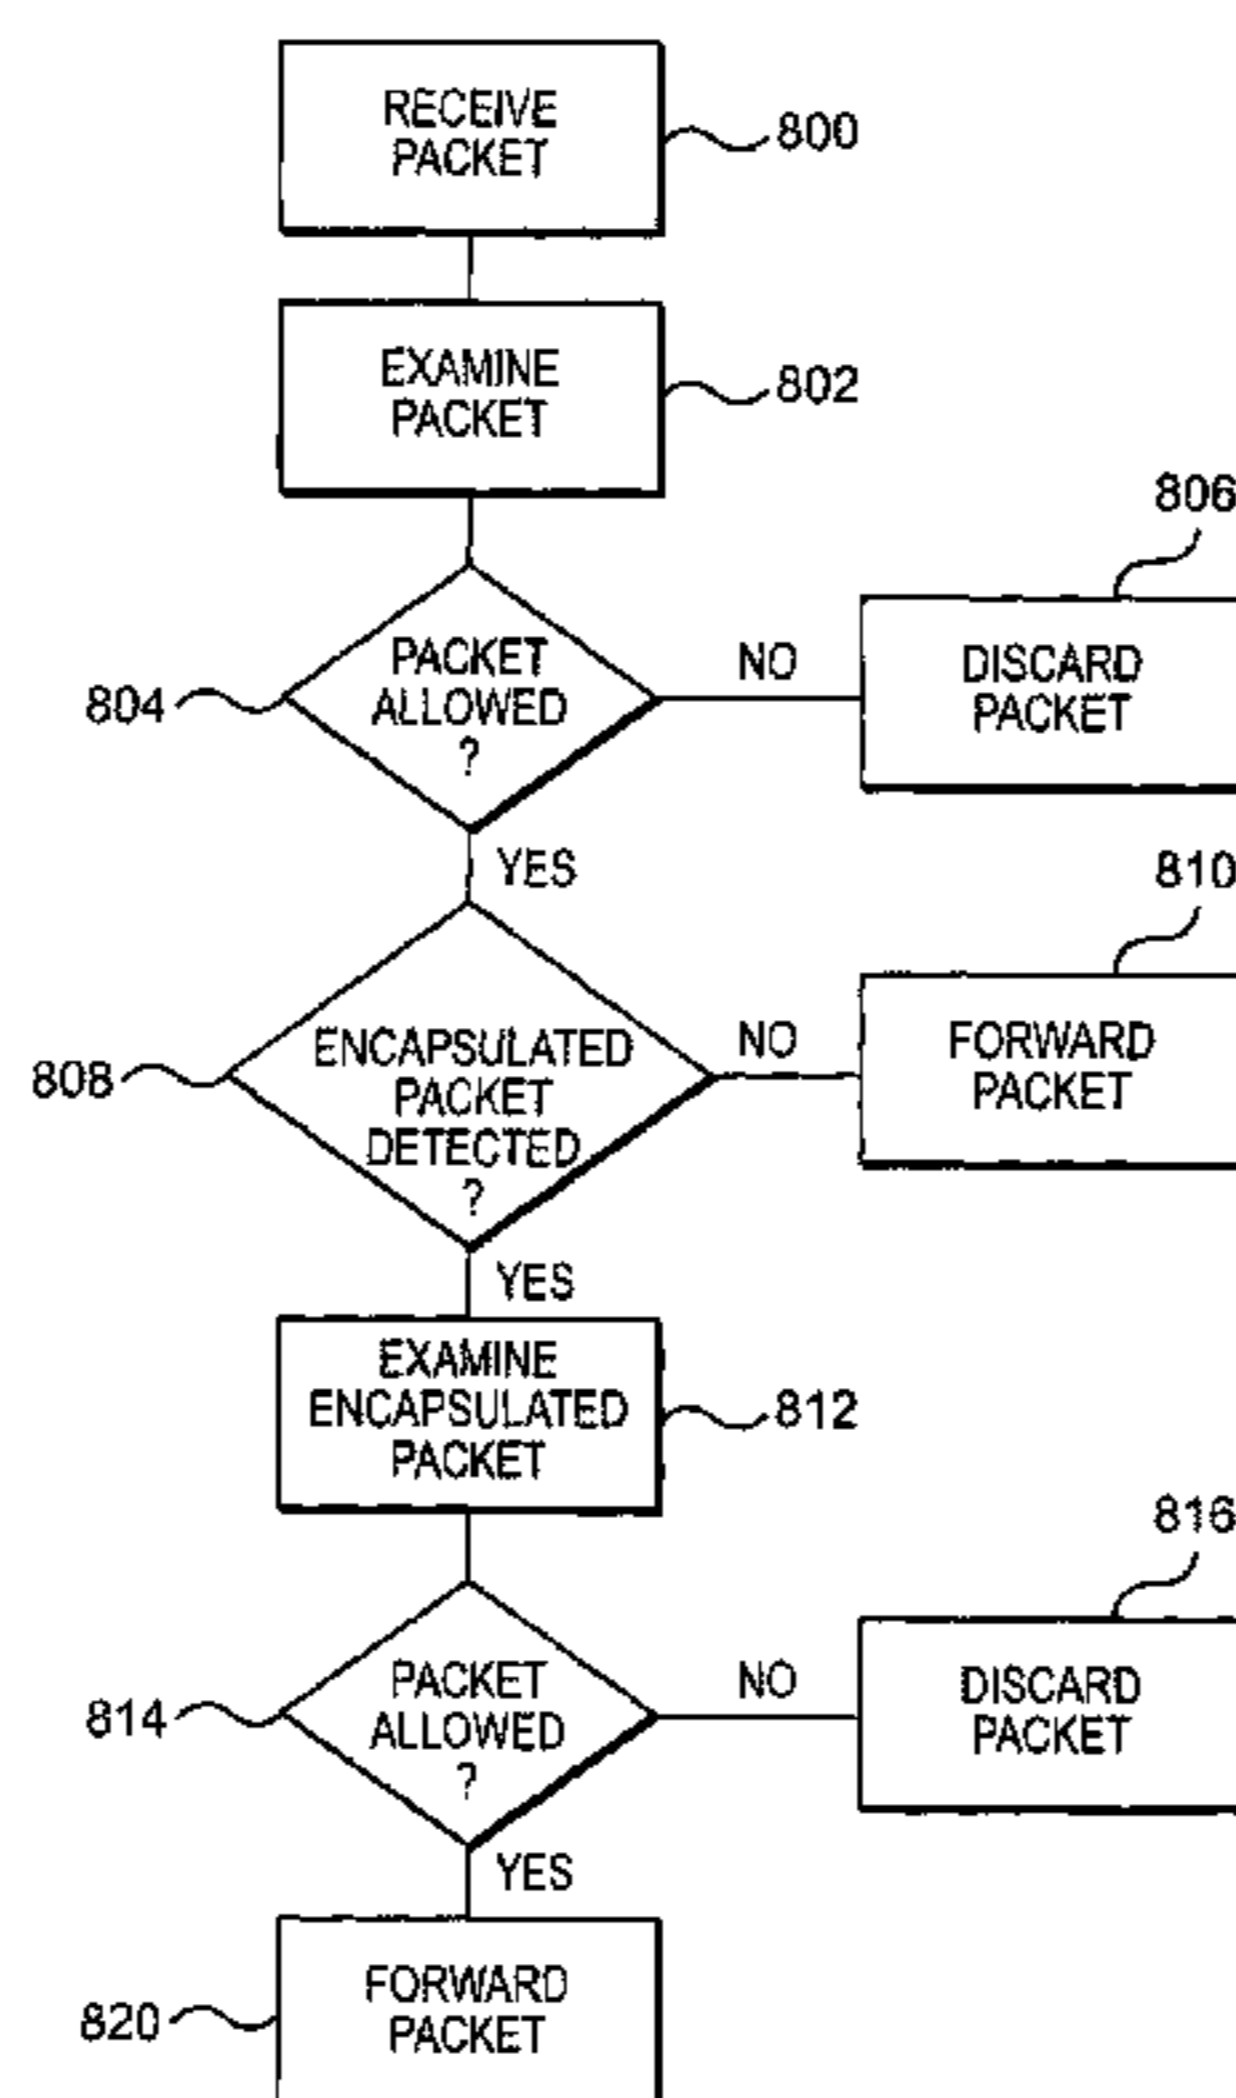 RECEIVE
PACKET
800
EXAMINE
PACKET
802
806
PACKET
ALLOWED
?
804
NO
DISCARD
PACKET
YES
810
ENCAPSULATED
PACKET
DETECTED
?
808
NO
FORWARD
PACKET
YES
EXAMINE
ENCAPSULATED
PACKET
812
816
PACKET
ALLOWED
?
814
NO
DISCARD
PACKET
YES
FORWARD
PACKET
820